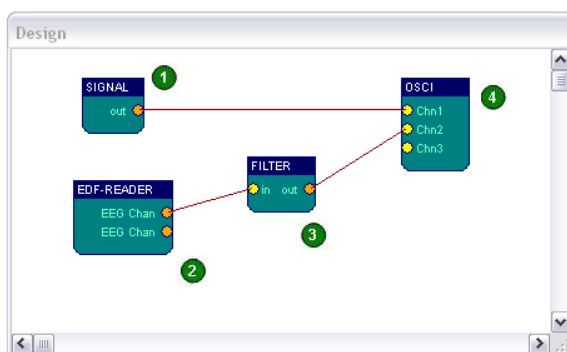 Design
SIGNAL
1
out
OSCI
4
Chn1
Chn2
Chn3
FILTER
in out
3
EDF-READER
EEG Chan
EEG Chan
2